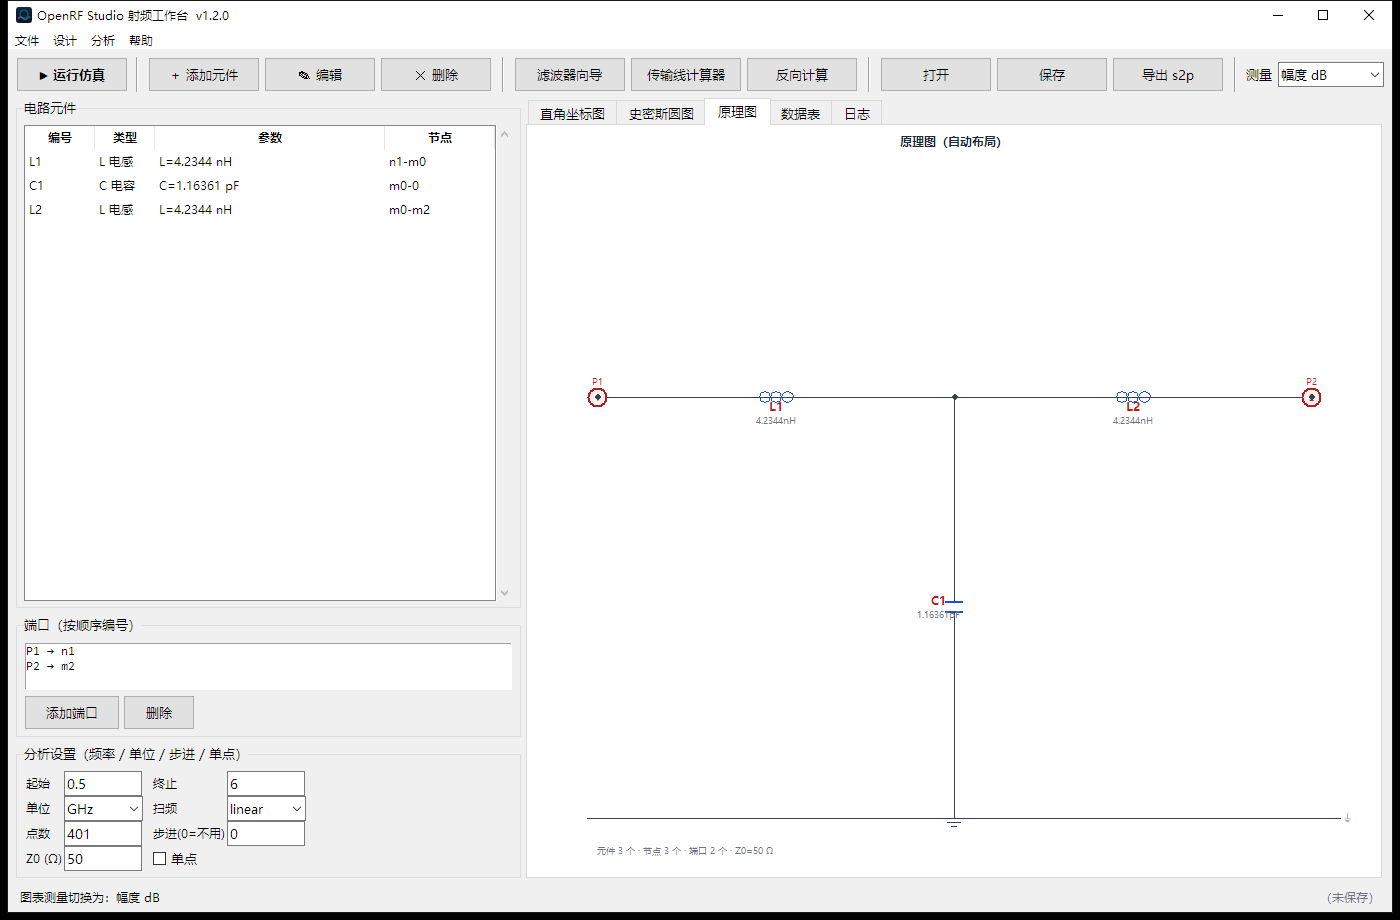 OpenRF Studio 射频工作台 v1.2.0
文件 设计 分析 帮助
▶ 运行仿真 + 添加元件 ✎ 编辑 ✕ 删除 滤波器向导 传输线计算器 反向计算 打开 保存 导出 s2p 测量 幅度 dB
电路元件
编号 类型 参数 节点
L1 L 电感 L=4.2344 nH n1-m0
C1 C 电容 C=1.16361 pF m0-0
L2 L 电感 L=4.2344 nH m0-m2
端口（按顺序编号）
P1 → n1
P2 → m2
添加端口 删除
分析设置（频率 / 单位 / 步进 / 单点）
起始 0.5 终止 6
单位 GHz 扫频 linear
点数 401 步进(0=不用) 0
Z0 (Ω) 50 单点
直角坐标图 史密斯圆图 原理图 数据表 日志
原理图（自动布局）
P1 P2
L1 L2
4.2344nH 4.2344nH
C1
1.16361pF
元件 3 个 · 节点 3 个 · 端口 2 个 · Z0=50 Ω
图表测量切换为：幅度 dB (未保存)